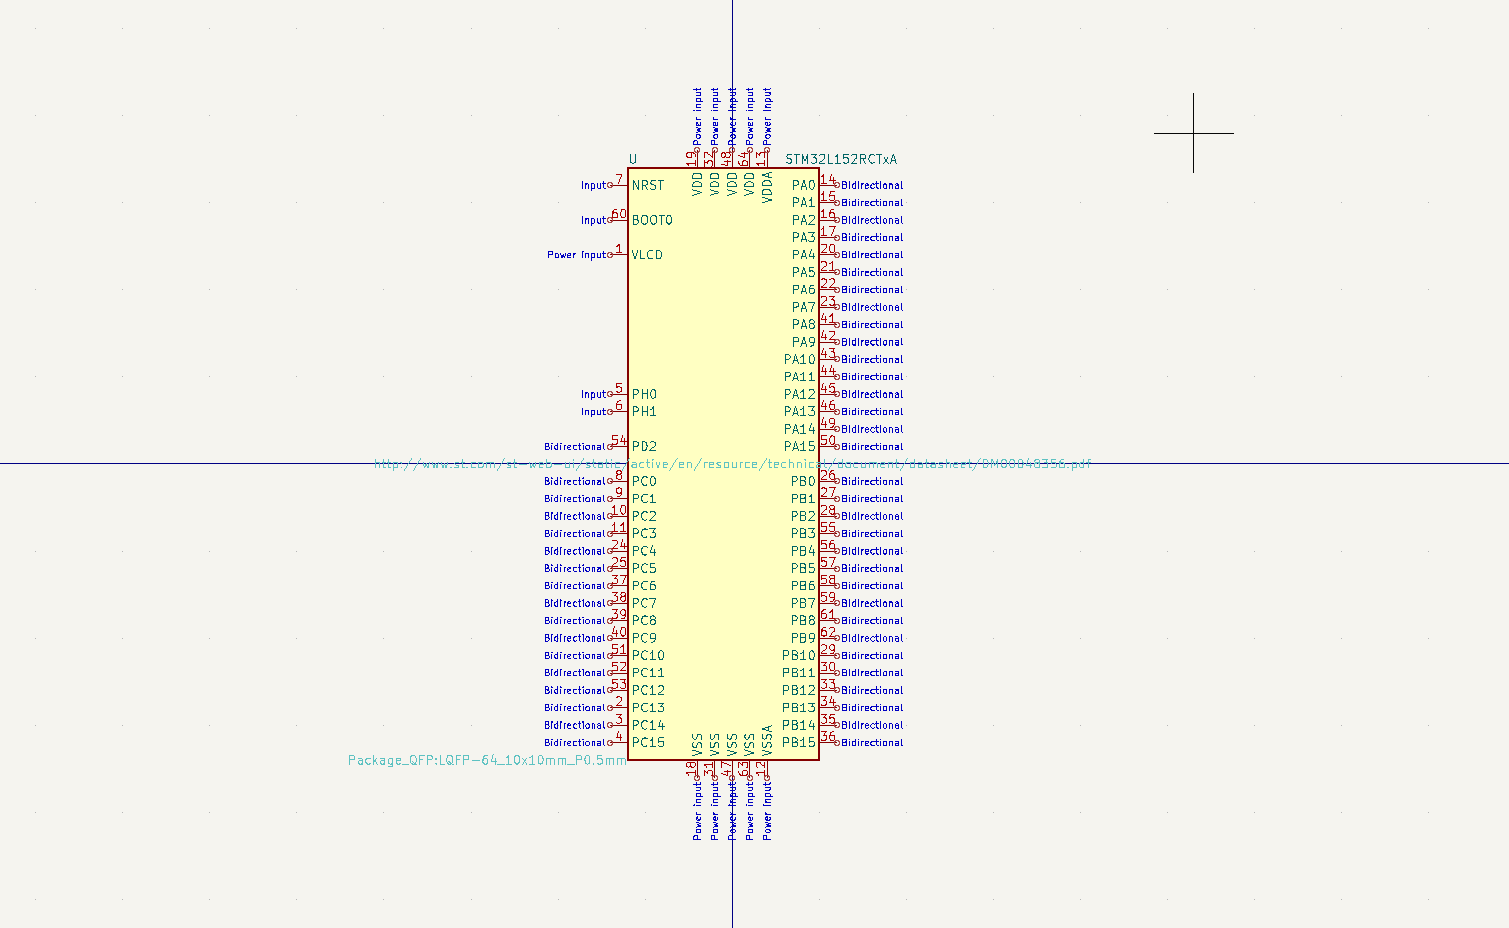 Power input Power input Power input Power input Power input
19 32 48 64 13
U STM32L152RCTxA
VDD VDD VDD VDD VDDA
Input 7 NRST PA0 14 Bidirectional
PA1 15 Bidirectional
Input 60 BOOT0 PA2 16 Bidirectional
PA3 17 Bidirectional
Power input 1 VLCD PA4 20 Bidirectional
PA5 21 Bidirectional
PA6 22 Bidirectional
PA7 23 Bidirectional
PA8 41 Bidirectional
PA9 42 Bidirectional
PA10 43 Bidirectional
PA11 44 Bidirectional
Input 5 PH0 PA12 45 Bidirectional
Input 6 PH1 PA13 46 Bidirectional
PA14 49 Bidirectional
Bidirectional 54 PD2 PA15 50 Bidirectional
http://www.st.com/st-web-ui/static/active/en/resource/technical/document/datasheet/DM00048356.pdf
Bidirectional 8 PC0 PB0 26 Bidirectional
Bidirectional 9 PC1 PB1 27 Bidirectional
Bidirectional 10 PC2 PB2 28 Bidirectional
Bidirectional 11 PC3 PB3 55 Bidirectional
Bidirectional 24 PC4 PB4 56 Bidirectional
Bidirectional 25 PC5 PB5 57 Bidirectional
Bidirectional 37 PC6 PB6 58 Bidirectional
Bidirectional 38 PC7 PB7 59 Bidirectional
Bidirectional 39 PC8 PB8 61 Bidirectional
Bidirectional 40 PC9 PB9 62 Bidirectional
Bidirectional 51 PC10 PB10 29 Bidirectional
Bidirectional 52 PC11 PB11 30 Bidirectional
Bidirectional 53 PC12 PB12 33 Bidirectional
Bidirectional 2 PC13 PB13 34 Bidirectional
Bidirectional 3 PC14 PB14 35 Bidirectional
Bidirectional 4 PC15 PB15 36 Bidirectional
VSS VSS VSS VSS VSSA
Package_QFP:LQFP-64_10x10mm_P0.5mm
18 31 47 63 12
Power input Power input Power input Power input Power input